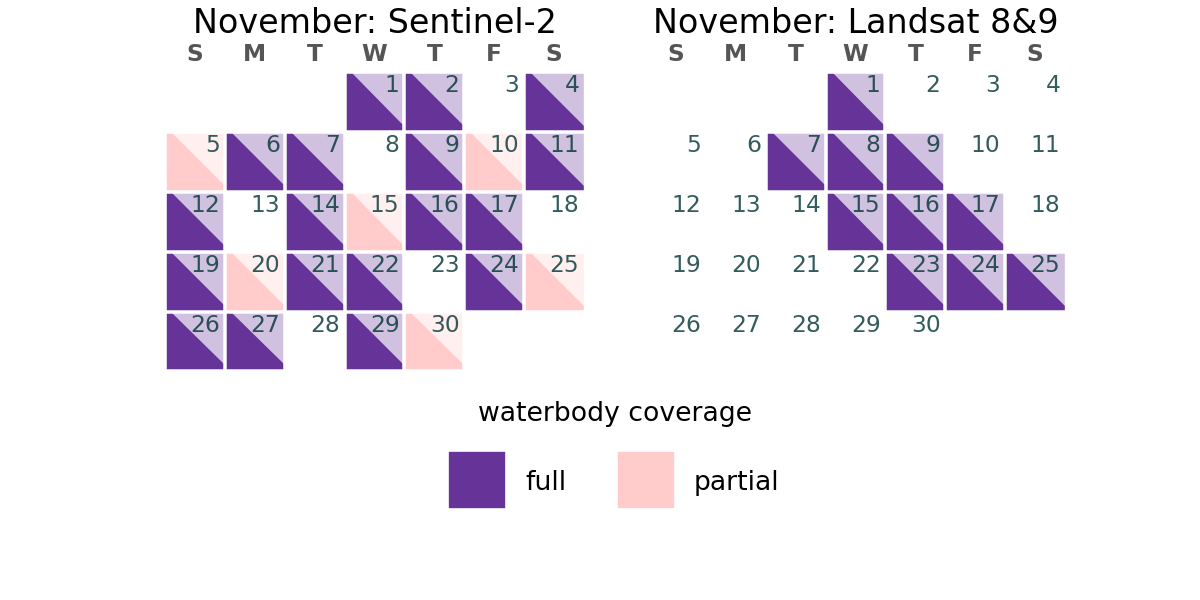 November: Sentinel-2
S M T W T F S
1 2 3 4
5 6 7 8 9 10 11
12 13 14 15 16 17 18
19 20 21 22 23 24 25
26 27 28 29 30
November: Landsat 8&9
S M T W T F S
1 2 3 4
5 6 7 8 9 10 11
12 13 14 15 16 17 18
19 20 21 22 23 24 25
26 27 28 29 30
waterbody coverage
full
partial